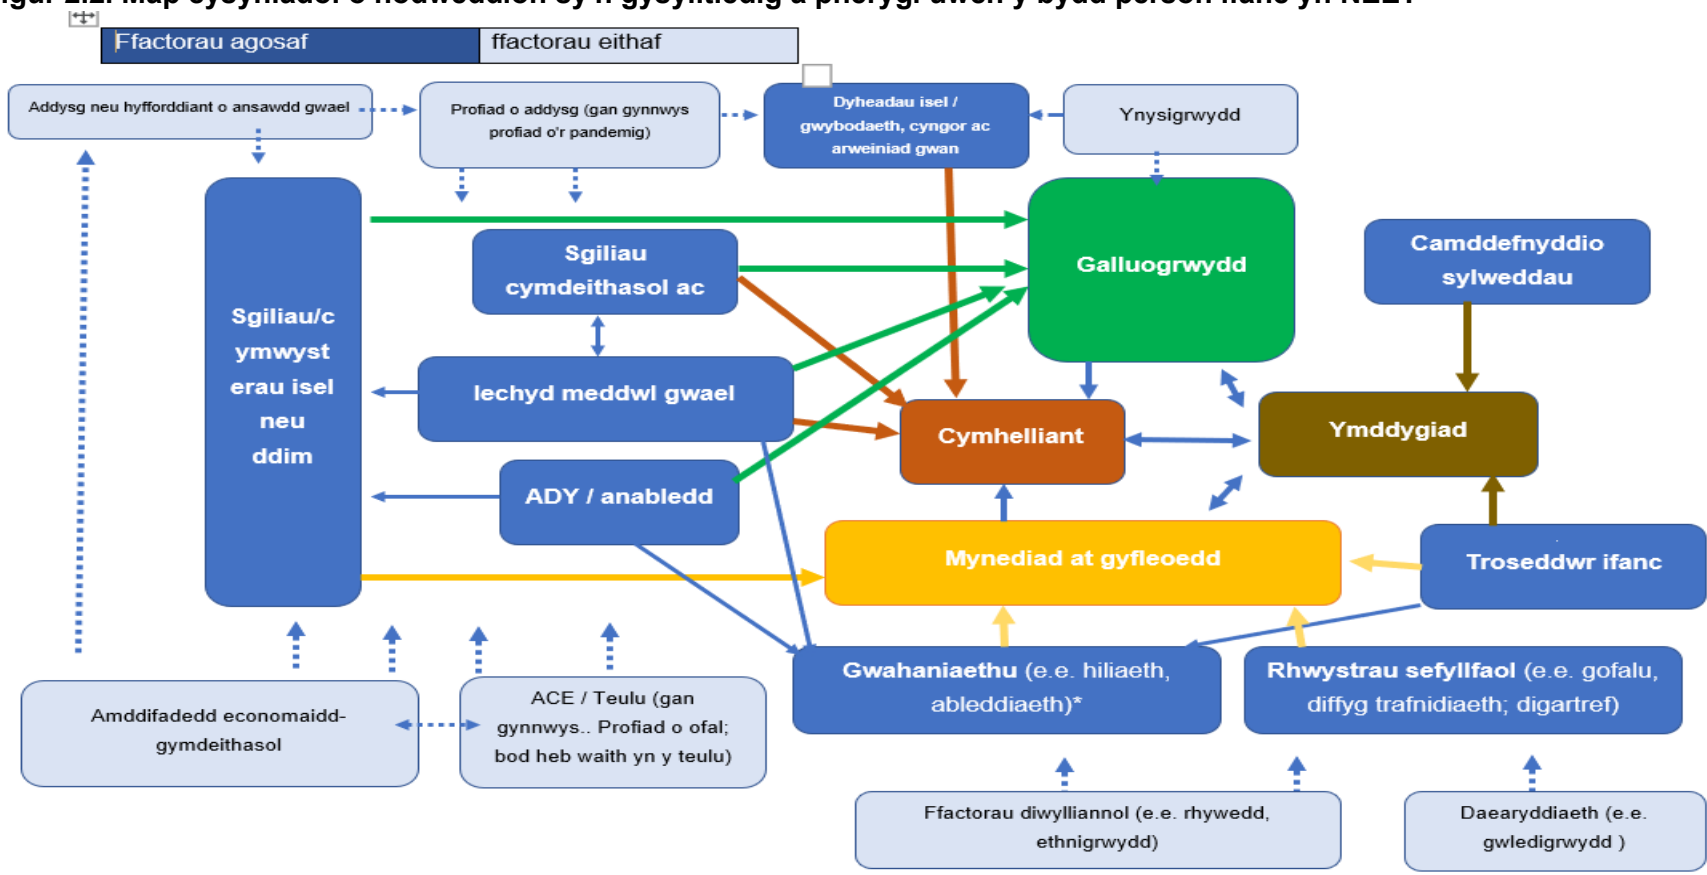 Ffactorau agosaf
ffactorau eithaf
Addysg neu hyfforddiant o ansawdd gwael
Profiad o addysg (gan gynnwys
profiad o'r pandemig)
Dyheadau isel /
gwybodaeth, cyngor ac
arweiniad gwan
Ynysigrwydd
Sgiliau/c
ymwyst
erau isel
neu
ddim
Sgiliau
cymdeithasol ac
Galluogrwydd
Camddefnyddio
sylweddau
Iechyd meddwl gwael
Cymhelliant
Ymddygiad
ADY / anabledd
Mynediad at gyfleoedd
Troseddwr ifanc
Amddifadedd economaidd-
gymdeithasol
ACE / Teulu (gan
gynnwys.. Profiad o ofal;
bod heb waith yn y teulu)
Gwahaniaethu (e.e. hiliaeth,
ableddiaeth)*
Rhwystrau sefyllfaol (e.e. gofalu,
diffyg trafnidiaeth; digartref)
Ffactorau diwylliannol (e.e. rhywedd,
ethnigrwydd)
Daearyddiaeth (e.e.
gwledigrwydd )